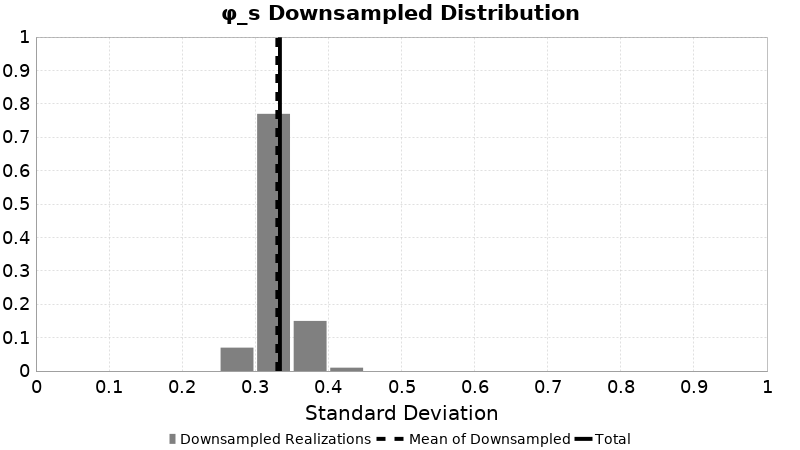 φ_s Downsampled Distribution
1
0.9
0.8
0.7
0.6
0.5
0.4
0.3
0.2
0.1
0
0 0.1 0.2 0.3 0.4 0.5 0.6 0.7 0.8 0.9 1
Standard Deviation
Downsampled Realizations Mean of Downsampled Total